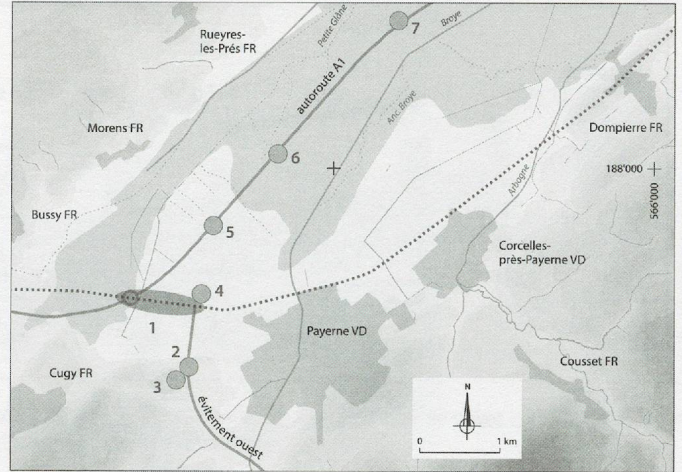 Rueyres-
les-Prés FR
Petite Glâne
7
Broye
autoroute A1
Anc. Broye
Morens FR
Dompierre FR
6
188'000
566'000
Arbogne
Bussy FR
5
Corcelles-
près-Payerne VD
4
1
Payerne VD
2
Cousset FR
Cugy FR
3
évitement ouest
N
0 1 km